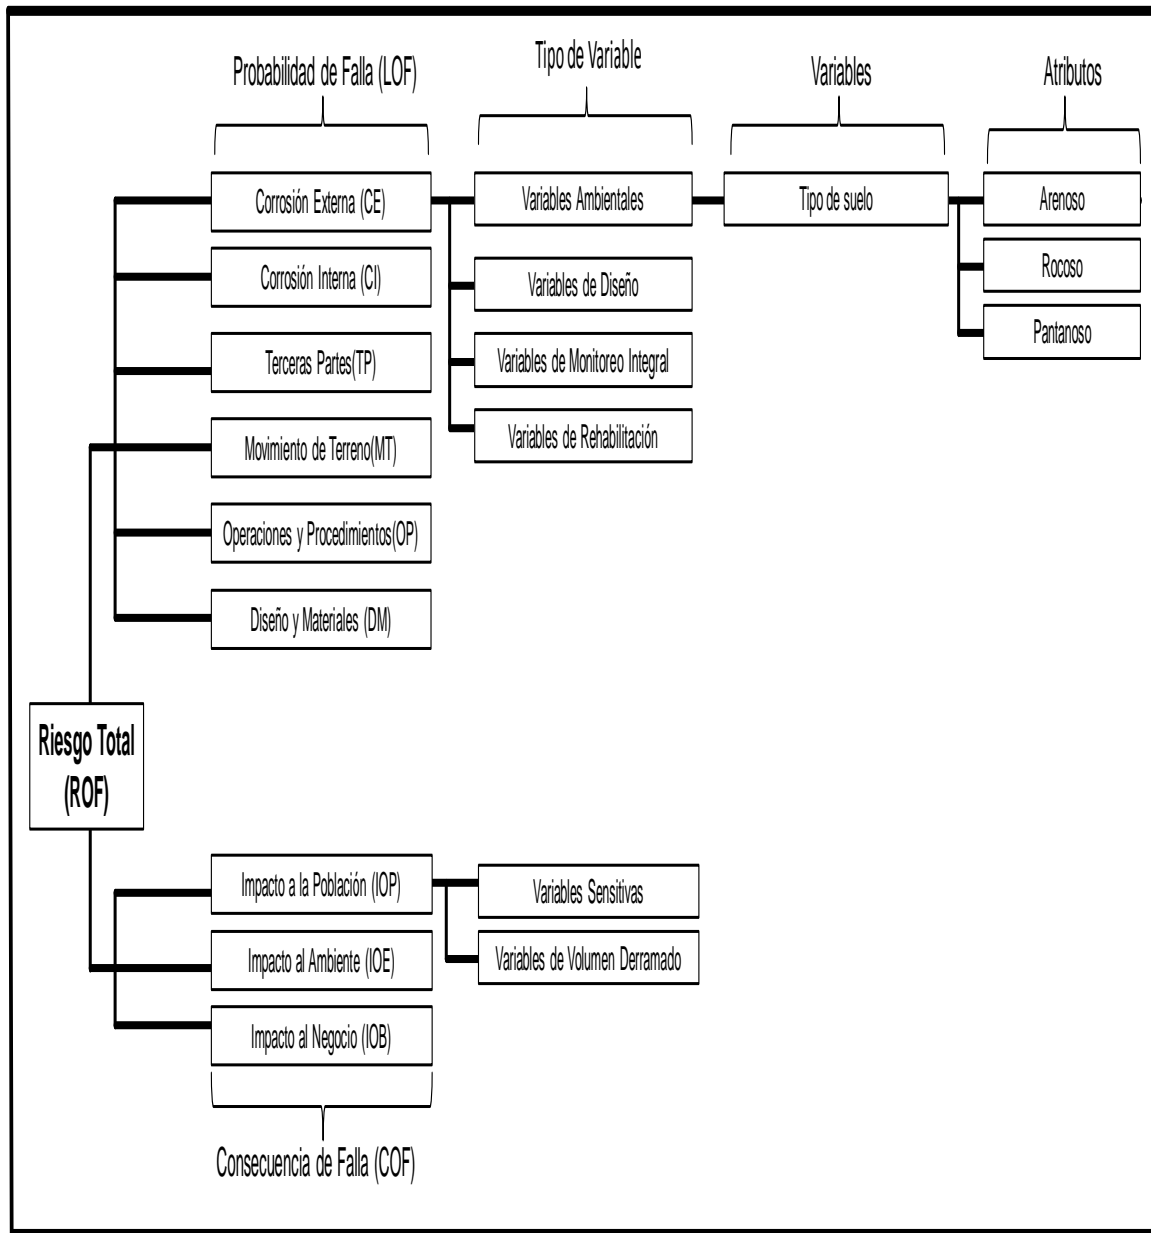 Probabilidad de Falla (LOF)
Tipo de Variable
Variables
Atributos
Corrosión Externa (CE)
Variables Ambientales
Tipo de suelo
Arenoso
Corrosión Interna (CI)
Variables de Diseño
Rocoso
Terceras Partes(TP)
Variables de Monitoreo Integral
Pantanoso
Movimiento de Terreno(MT)
Variables de Rehabilitación
Operaciones y Procedimientos(OP)
Diseño y Materiales (DM)
Riesgo Total
(ROF)
Impacto a la Población (IOP)
Variables Sensitivas
Impacto al Ambiente (IOE)
Variables de Volumen Derramado
Impacto al Negocio (IOB)
Consecuencia de Falla (COF)